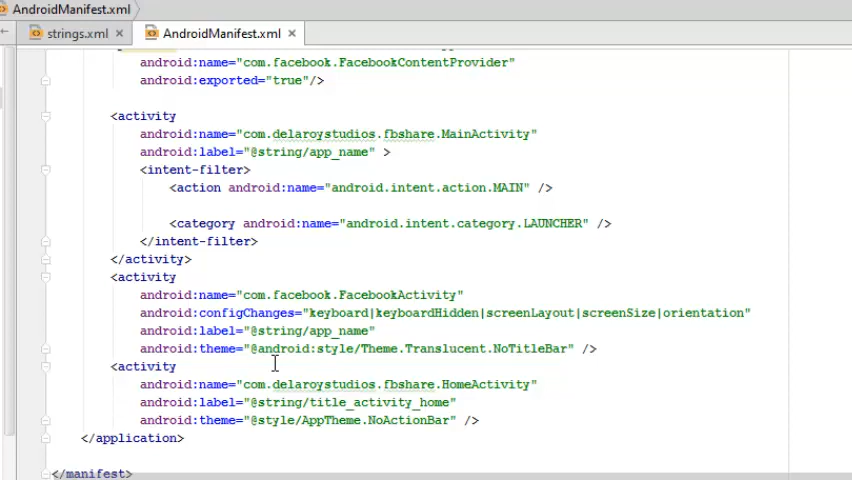 AndroidManifest.xml
strings.xml AndroidManifest.xml
android:name="com.facebook.FacebookContentProvider"
android:exported="true"/>
<activity
android:name="com.delaroystudios.fbshare.MainActivity"
android:label="@string/app_name" >
<intent-filter>
<action android:name="android.intent.action.MAIN" />
<category android:name="android.intent.category.LAUNCHER" />
</intent-filter>
</activity>
<activity
android:name="com.facebook.FacebookActivity"
android:configChanges="keyboard|keyboardHidden|screenLayout|screenSize|orientation"
android:label="@string/app_name"
android:theme="@android:style/Theme.Translucent.NoTitleBar" />
<activity
android:name="com.delaroystudios.fbshare.HomeActivity"
android:label="@string/title_activity_home"
android:theme="@style/AppTheme.NoActionBar" />
</application>
</manifest>